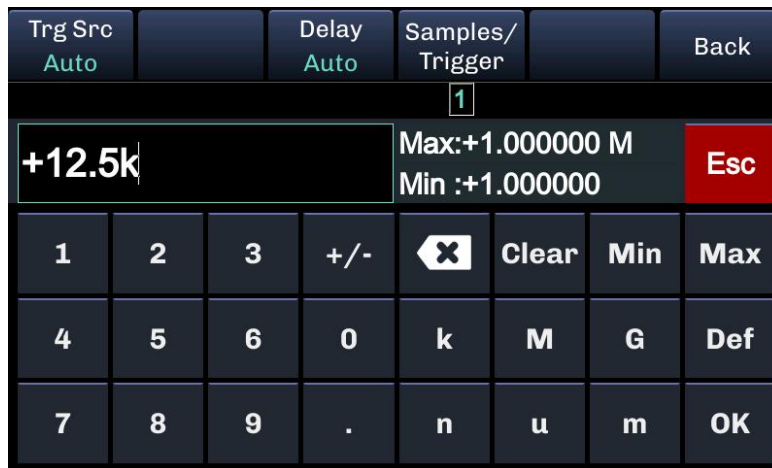 Trg Src
Auto
Delay
Auto
Samples/
Trigger
Back
1
+12.5k
Max:+1.000000 M
Min :+1.000000
Esc
1 2 3 +/- Clear Min Max
4 5 6 0 k M G Def
7 8 9 . n u m OK